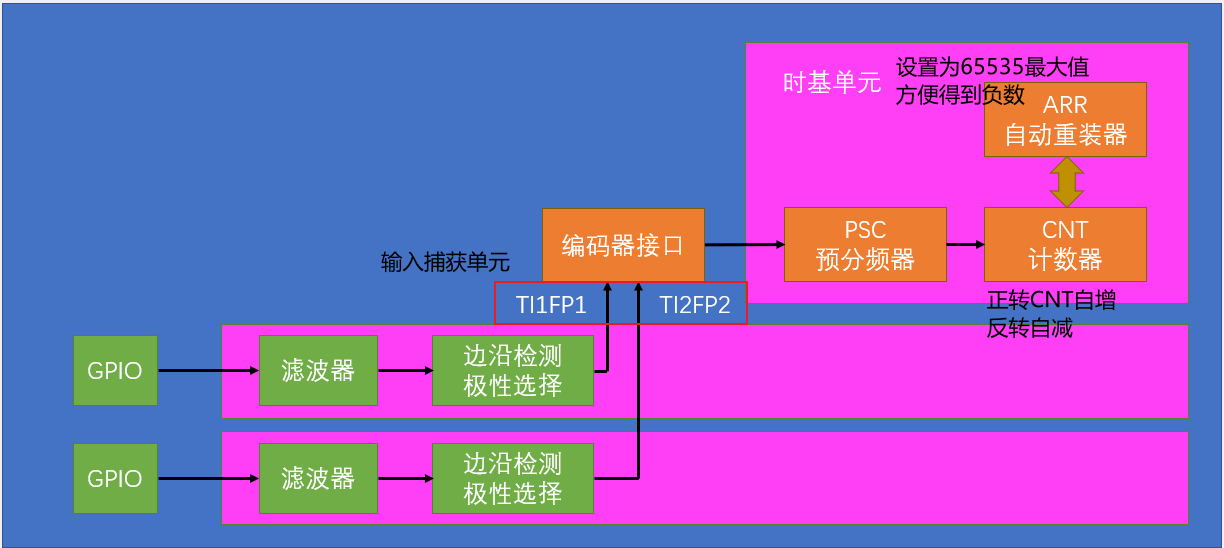 时基单元
设置为65535最大值
方便得到负数
ARR
自动重装器
编码器接口
PSC
预分频器
CNT
计数器
输入捕获单元
TI1FP1
TI2FP2
正转CNT自增
反转自减
GPIO
滤波器
边沿检测
极性选择
GPIO
滤波器
边沿检测
极性选择